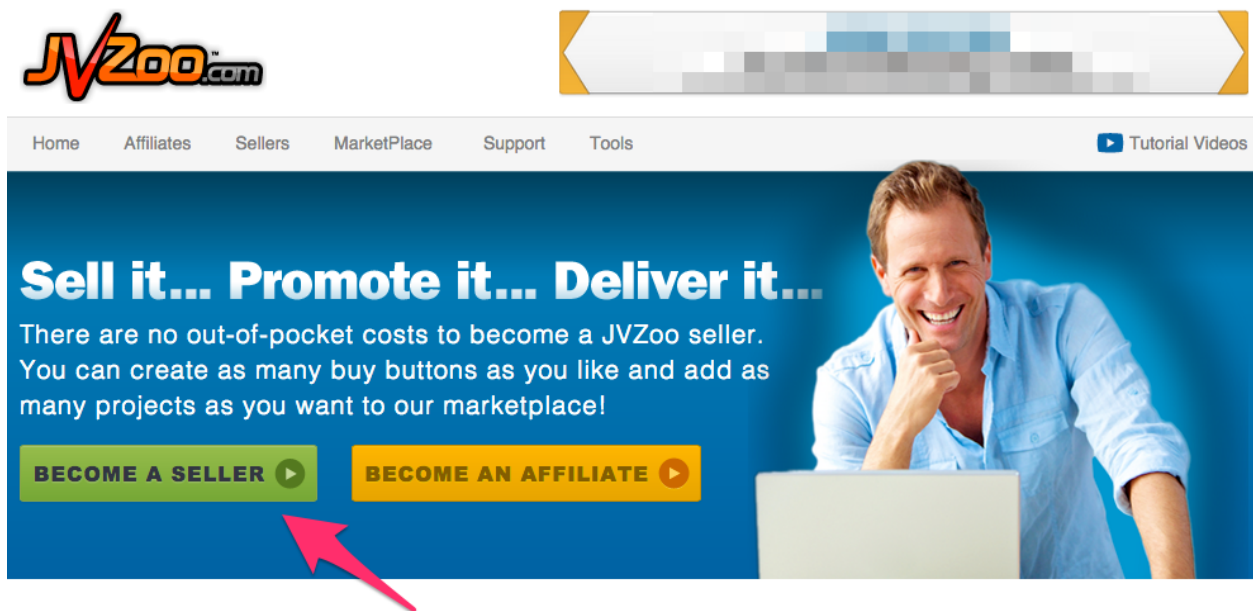 JVZoo.com™
Home Affiliates Sellers MarketPlace Support Tools Tutorial Videos
Sell it... Promote it... Deliver it...
There are no out-of-pocket costs to become a JVZoo seller.
You can create as many buy buttons as you like and add as
many projects as you want to our marketplace!
BECOME A SELLER BECOME AN AFFILIATE